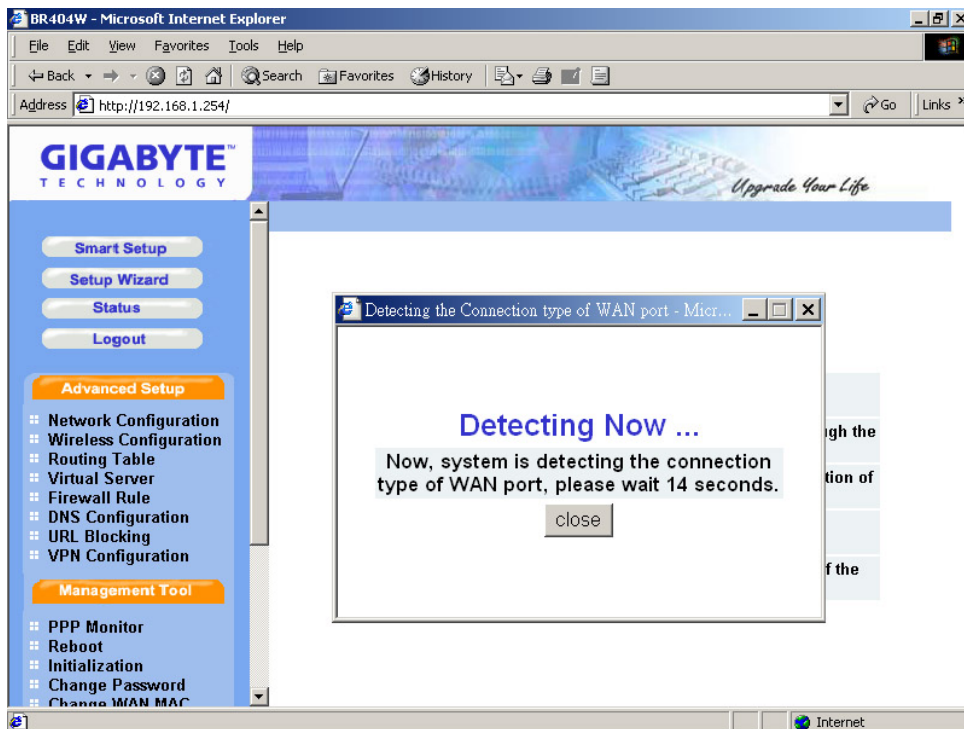 BR404W - Microsoft Internet Explorer
File Edit View Favorites Tools Help
Back Search Favorites History
Address http://192.168.1.254/ Go Links »
GIGABYTE™
TECHNOLOGY
Upgrade Your Life
Smart Setup
Setup Wizard
Status
Logout
Advanced Setup
Network Configuration
Wireless Configuration
Routing Table
Virtual Server
Firewall Rule
DNS Configuration
URL Blocking
VPN Configuration
Management Tool
PPP Monitor
Reboot
Initialization
Change Password
Change WAN MAC
Detecting the Connection type of WAN port - Micr...
Detecting Now ...
Now, system is detecting the connection
type of WAN port, please wait 14 seconds.
close
the
of
f the
Internet